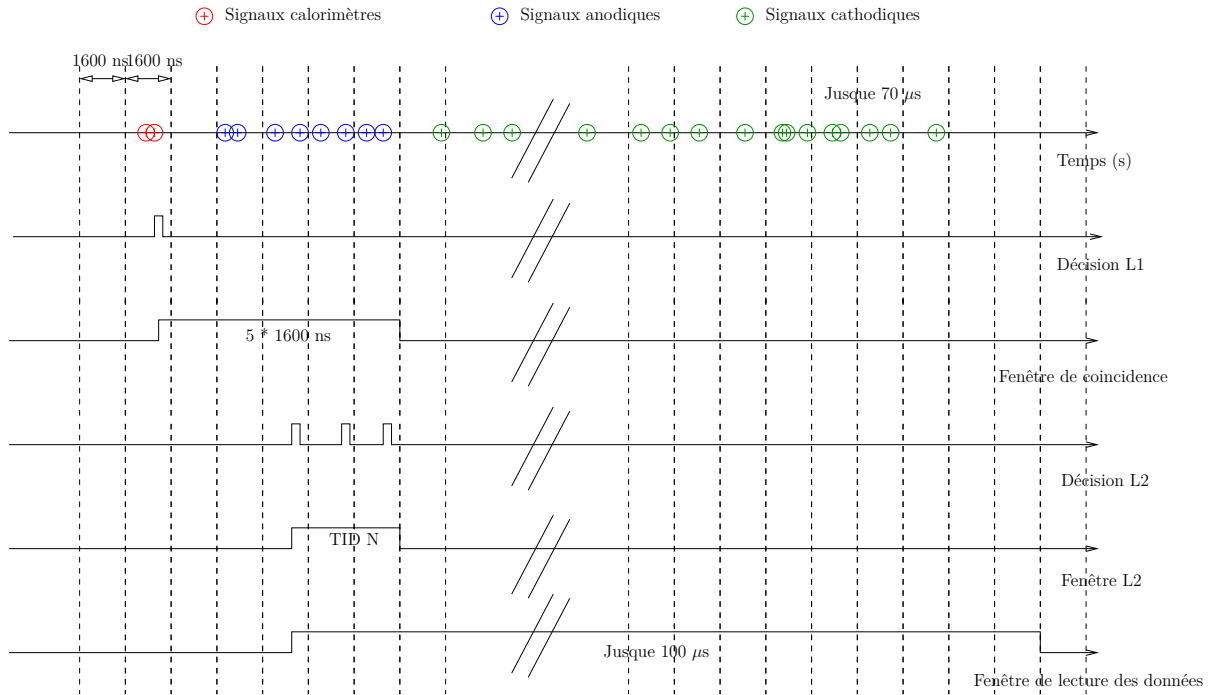 Signaux calorimètres
Signaux anodiques
Signaux cathodiques
1600 ns
1600 ns
Jusque 70 μs
Temps (s)
Décision L1
5 * 1600 ns
Fenêtre de coincidence
Décision L2
TID N
Fenêtre L2
Jusque 100 μs
Fenêtre de lecture des données